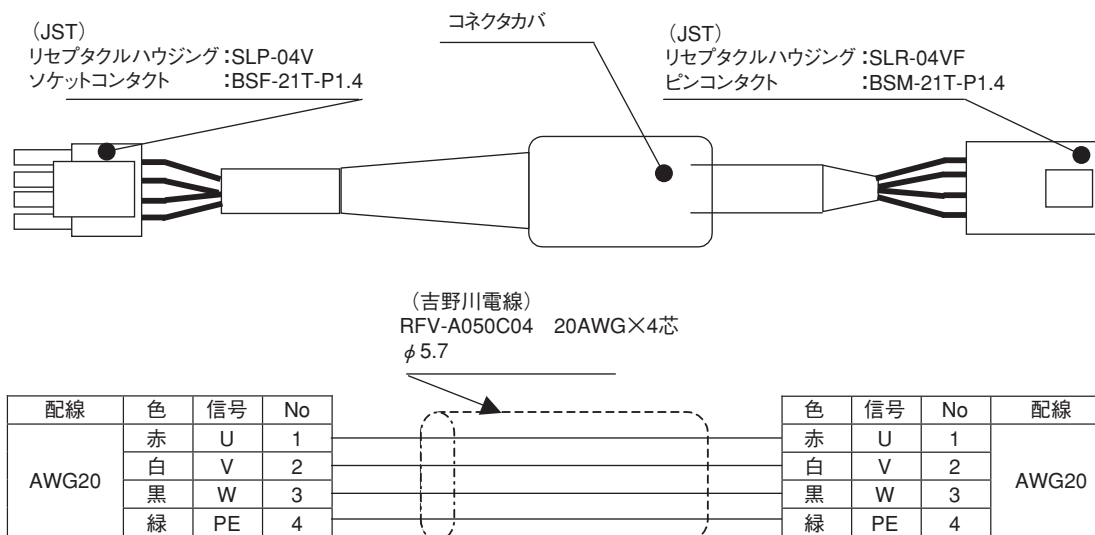 (JST)
リセプタクルハウジング:SLP-04V
ソケットコンタクト :BSF-21T-P1.4
コネクタカバ
(JST)
リセプタクルハウジング:SLR-04VF
ピンコンタクト :BSM-21T-P1.4
(吉野川電線)
RFV-A050C04 20AWG×4芯
φ5.7
配線 色 信号 No
AWG20
赤 U 1
白 V 2
黒 W 3
緑 PE 4
色 信号 No 配線
赤 U 1
白 V 2
黒 W 3
緑 PE 4
AWG20